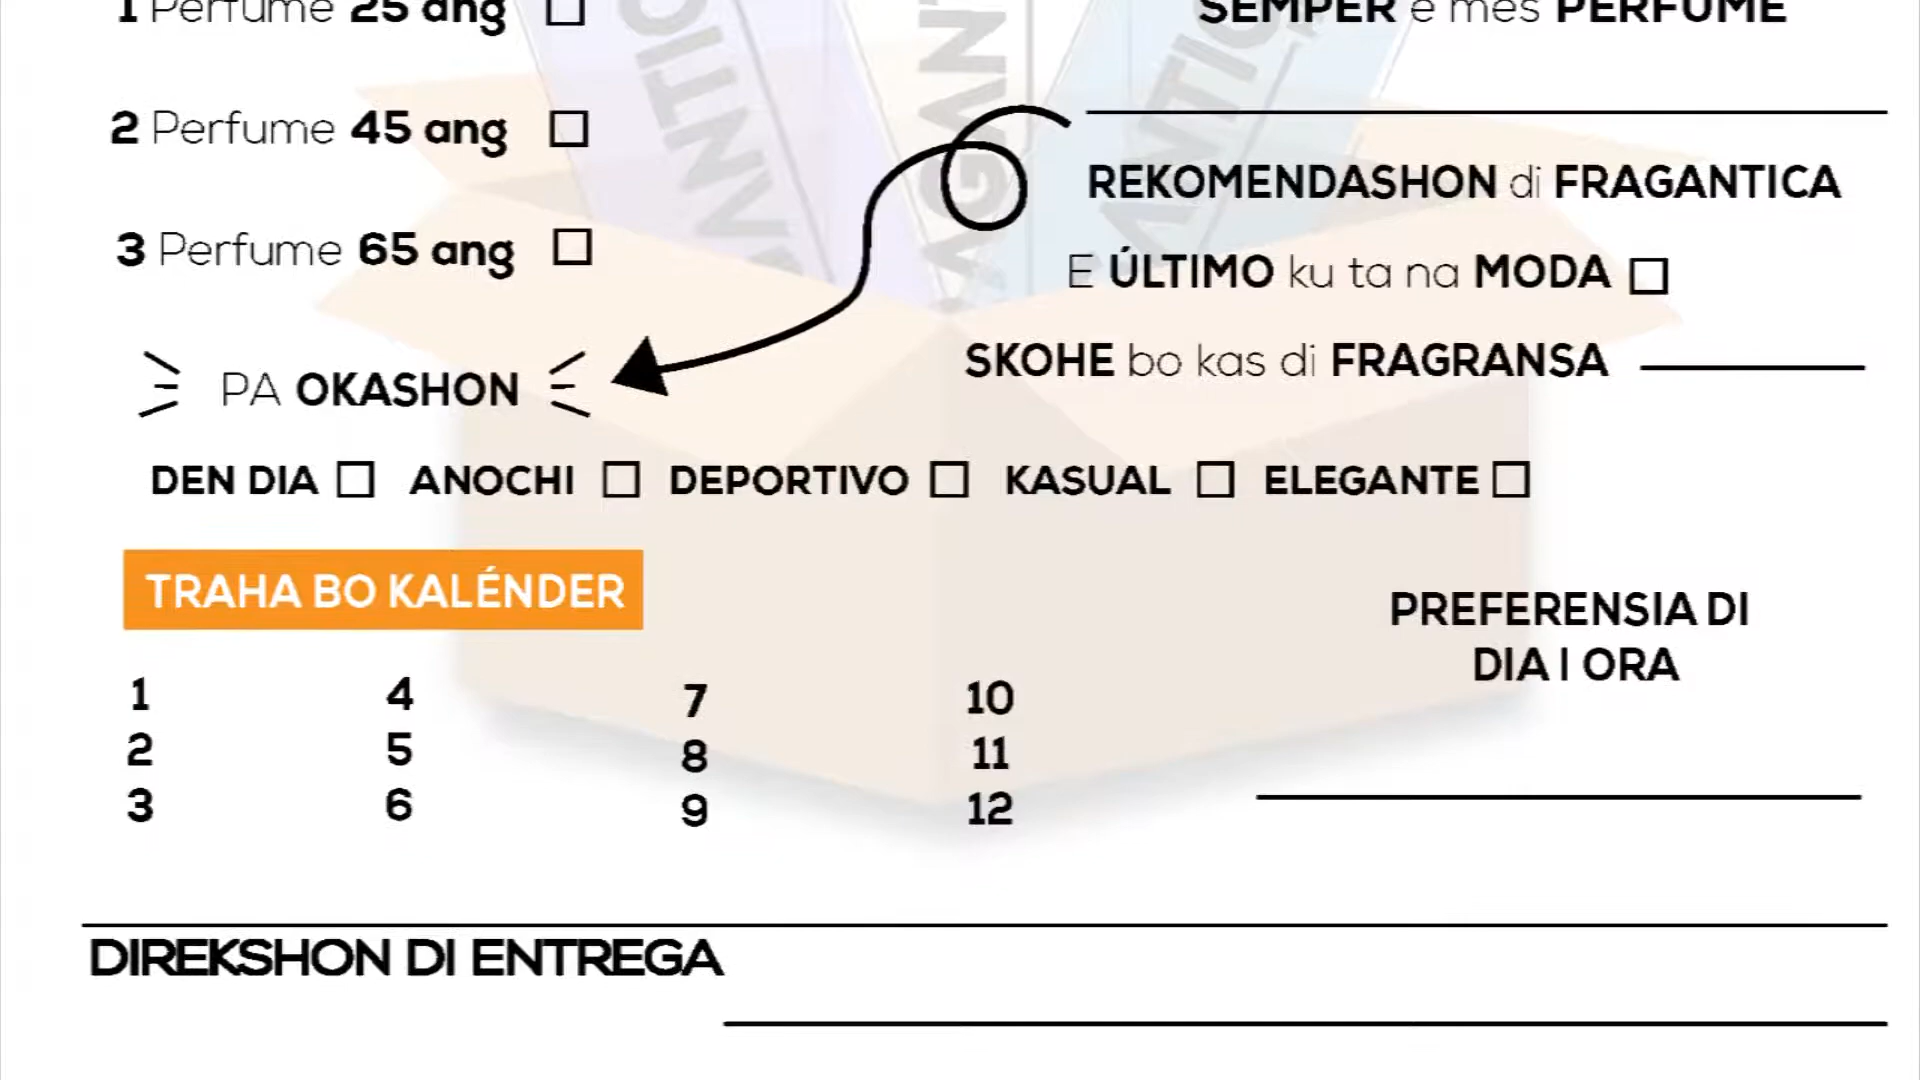 1 Perfume 25 ang
SEMPER e mes PERFUME
2 Perfume 45 ang
REKOMENDASHON di FRAGANTICA
3 Perfume 65 ang
E ÚLTIMO ku ta na MODA
SKOHE bo kas di FRAGRANSA
PA OKASHON
DEN DIA ANOCHI DEPORTIVO KASUAL ELEGANTE
TRAHA BO KALÉNDER
PREFERENSIA DI
DIA I ORA
1 4 7 10
2 5 8 11
3 6 9 12
DIREKSHON DI ENTREGA